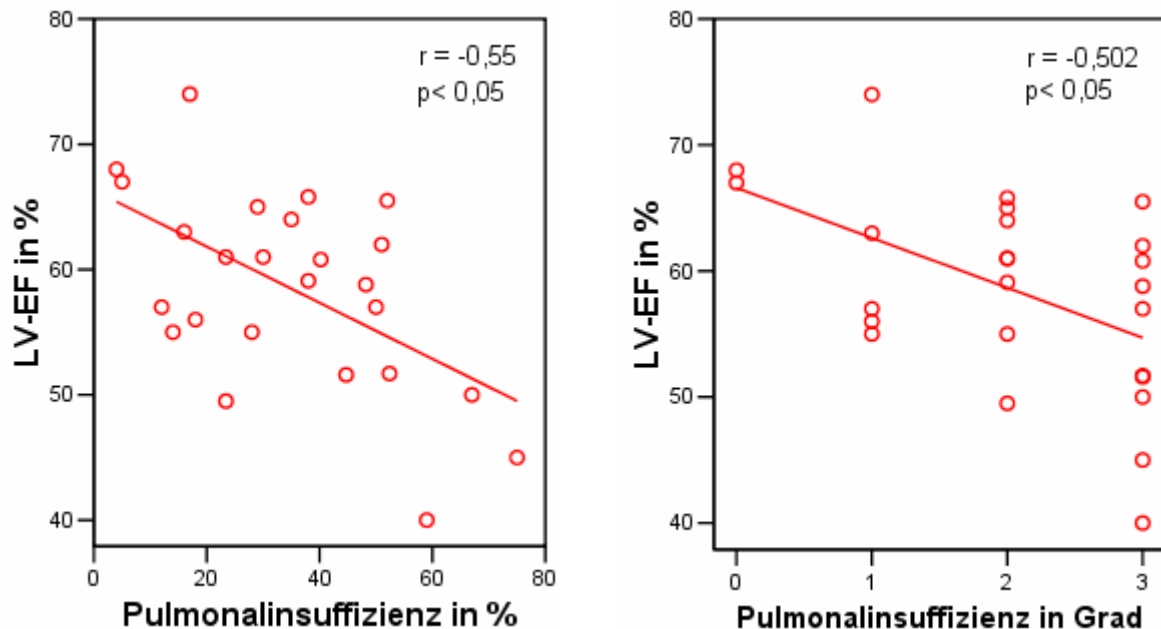 80
70
60
50
40
LV-EF in %
r = -0,55
p< 0,05
0 20 40 60 80
Pulmonalinsuffizienz in %
80
70
60
50
40
LV-EF in %
r = -0,502
p< 0,05
0 1 2 3
Pulmonalinsuffizienz in Grad